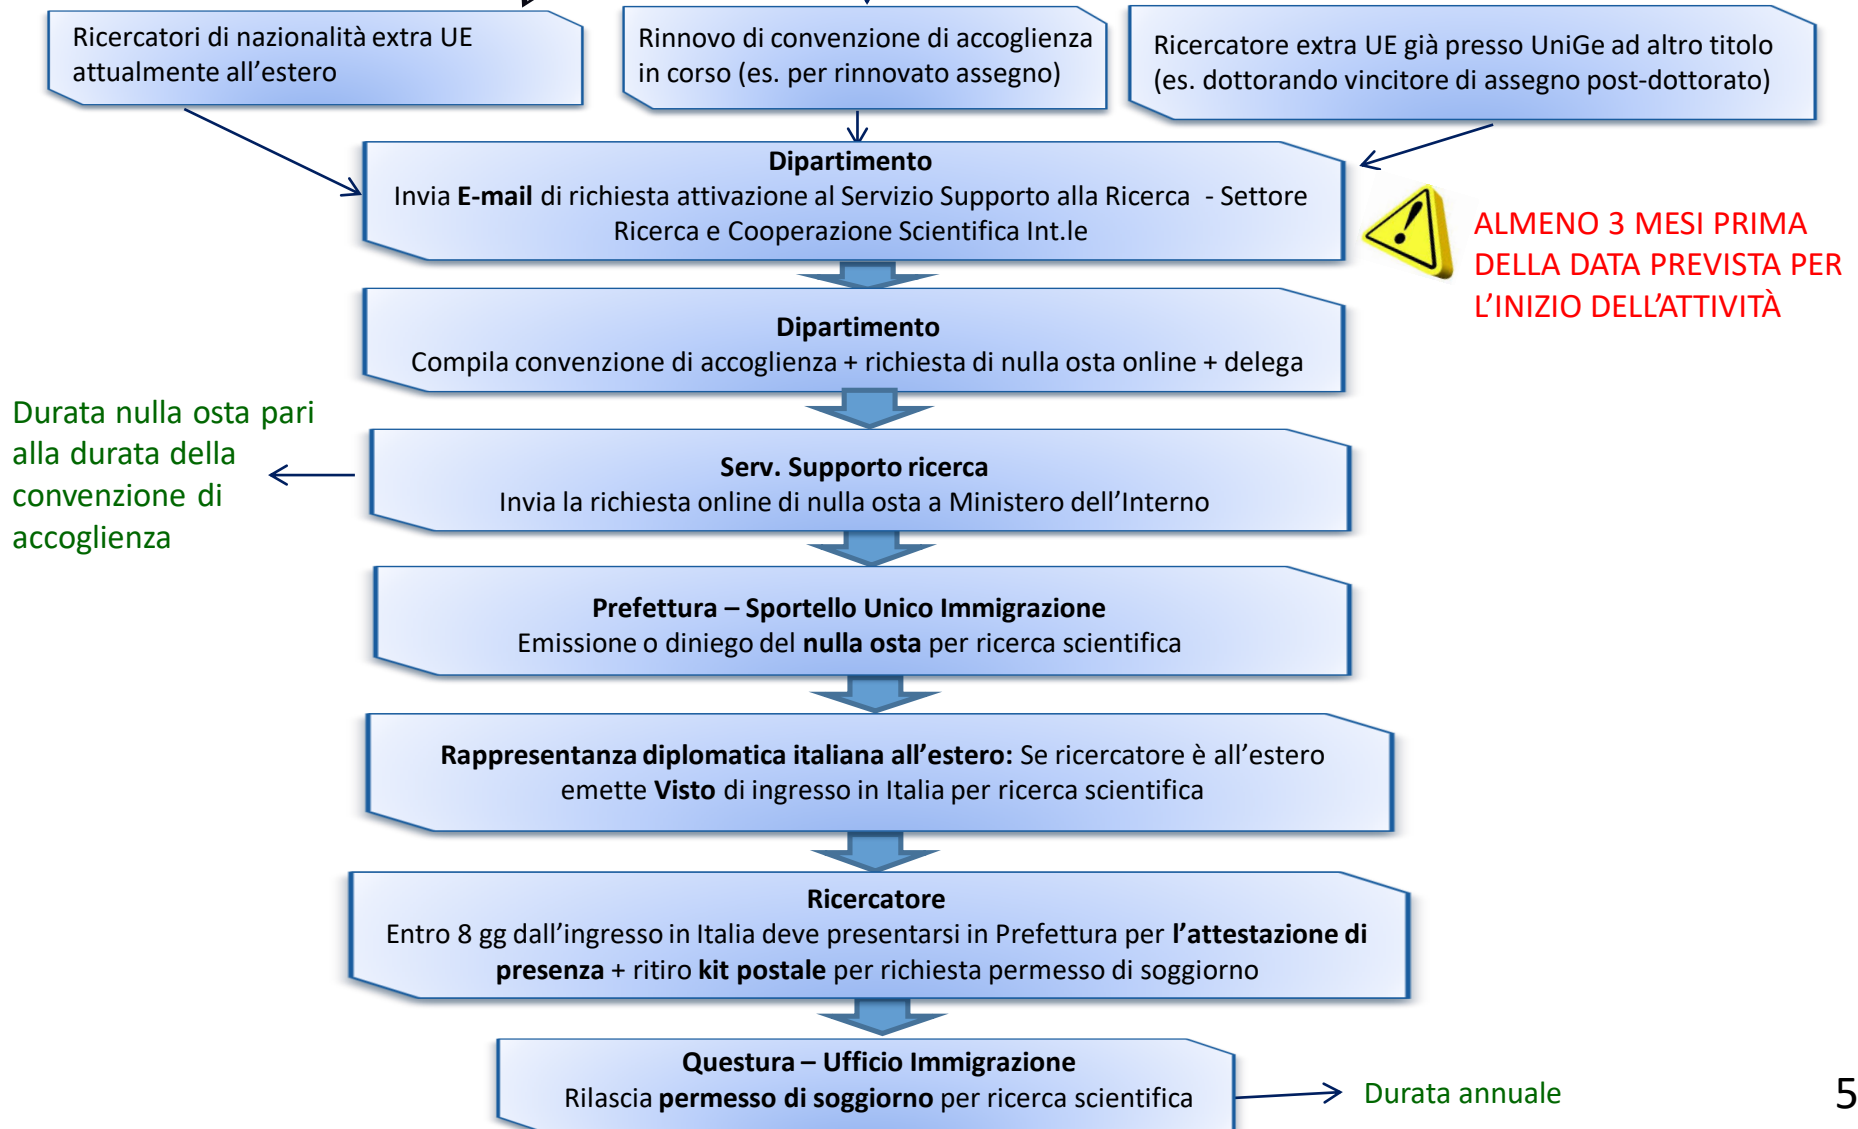 Ricercatori di nazionalità extra UE
attualmente all'estero
Rinnovo di convenzione di accoglienza
in corso (es. per rinnovato assegno)
Ricercatore extra UE già presso UniGe ad altro titolo
(es. dottorando vincitore di assegno post-dottorato)
Dipartimento
Invia E-mail di richiesta attivazione al Servizio Supporto alla Ricerca - Settore
Ricerca e Cooperazione Scientifica Int.le
ALMENO 3 MESI PRIMA
DELLA DATA PREVISTA PER
L'INIZIO DELL'ATTIVITÀ
Dipartimento
Compila convenzione di accoglienza + richiesta di nulla osta online + delega
Durata nulla osta pari
alla durata della
convenzione di
accoglienza
Serv. Supporto ricerca
Invia la richiesta online di nulla osta a Ministero dell'Interno
Prefettura – Sportello Unico Immigrazione
Emissione o diniego del nulla osta per ricerca scientifica
Rappresentanza diplomatica italiana all'estero: Se ricercatore è all'estero
emette Visto di ingresso in Italia per ricerca scientifica
Ricercatore
Entro 8 gg dall'ingresso in Italia deve presentarsi in Prefettura per l'attestazione di
presenza + ritiro kit postale per richiesta permesso di soggiorno
Questura – Ufficio Immigrazione
Rilascia permesso di soggiorno per ricerca scientifica
Durata annuale
5